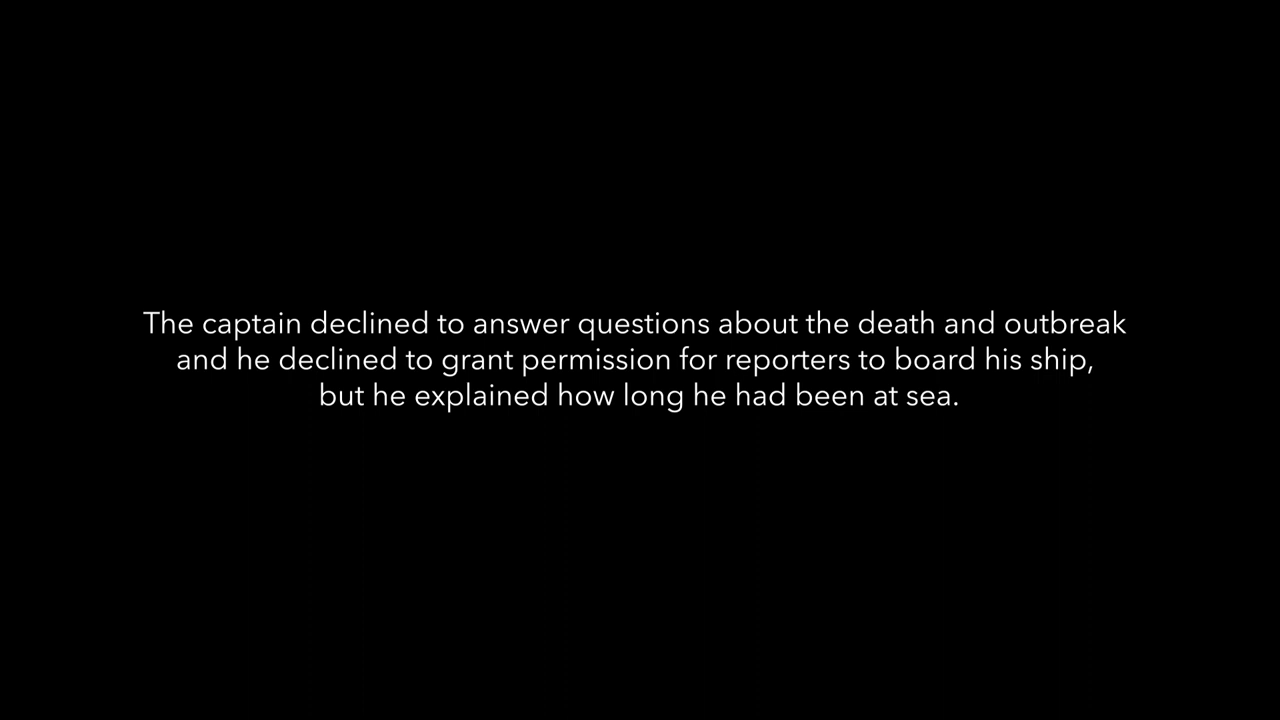 The captain declined to answer questions about the death and outbreak
and he declined to grant permission for reporters to board his ship,
but he explained how long he had been at sea.